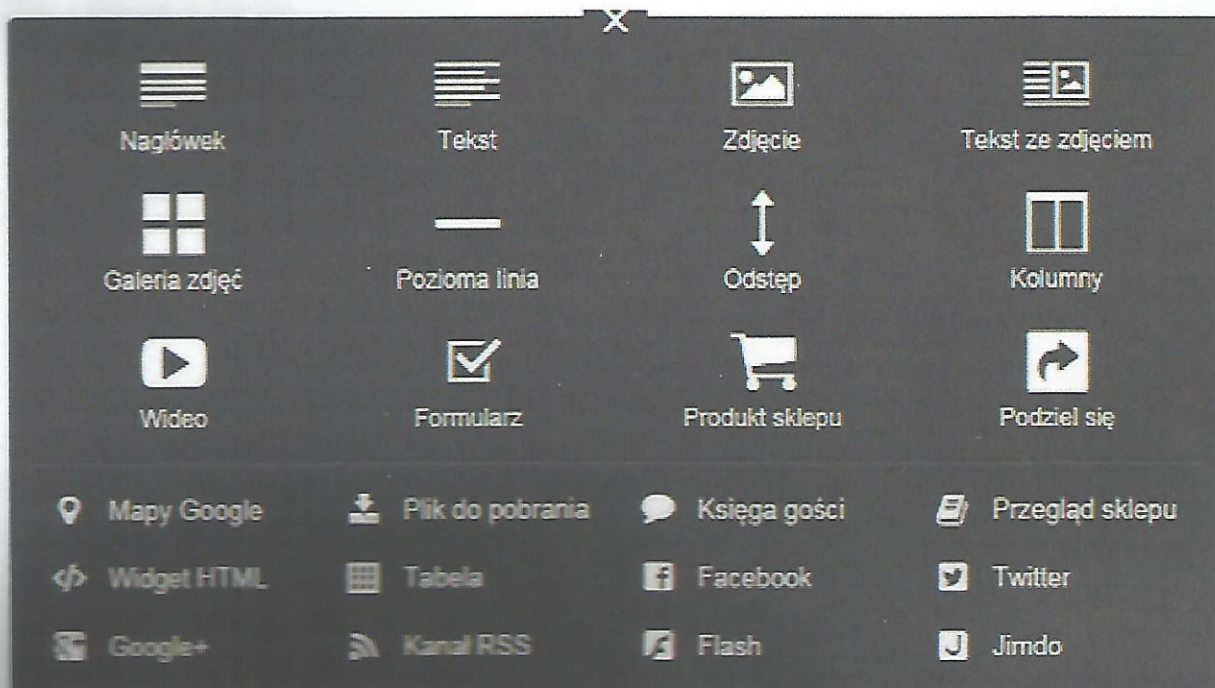 X
Nagłówek Tekst Zdjęcie Tekst ze zdjęciem
Galeria zdjęć Pozioma linia Odstęp Kolumny
Wideo Formularz Produkt sklepu Podziel się
Mapy Google Plik do pobrania Księga gości Przegląd sklepu
Widget HTML Tabela Facebook Twitter
Google+ Kanał RSS Flash Jimdo